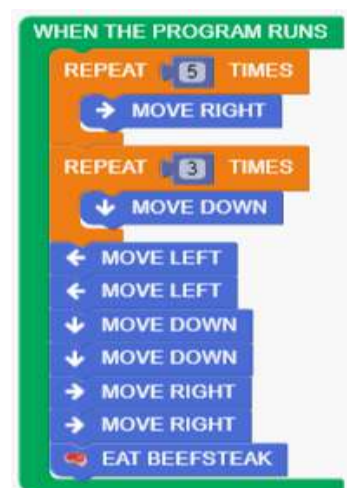 WHEN THE PROGRAM RUNS
REPEAT 5 TIMES
MOVE RIGHT
REPEAT 3 TIMES
MOVE DOWN
MOVE LEFT
MOVE LEFT
MOVE DOWN
MOVE DOWN
MOVE RIGHT
MOVE RIGHT
EAT BEEFSTEAK